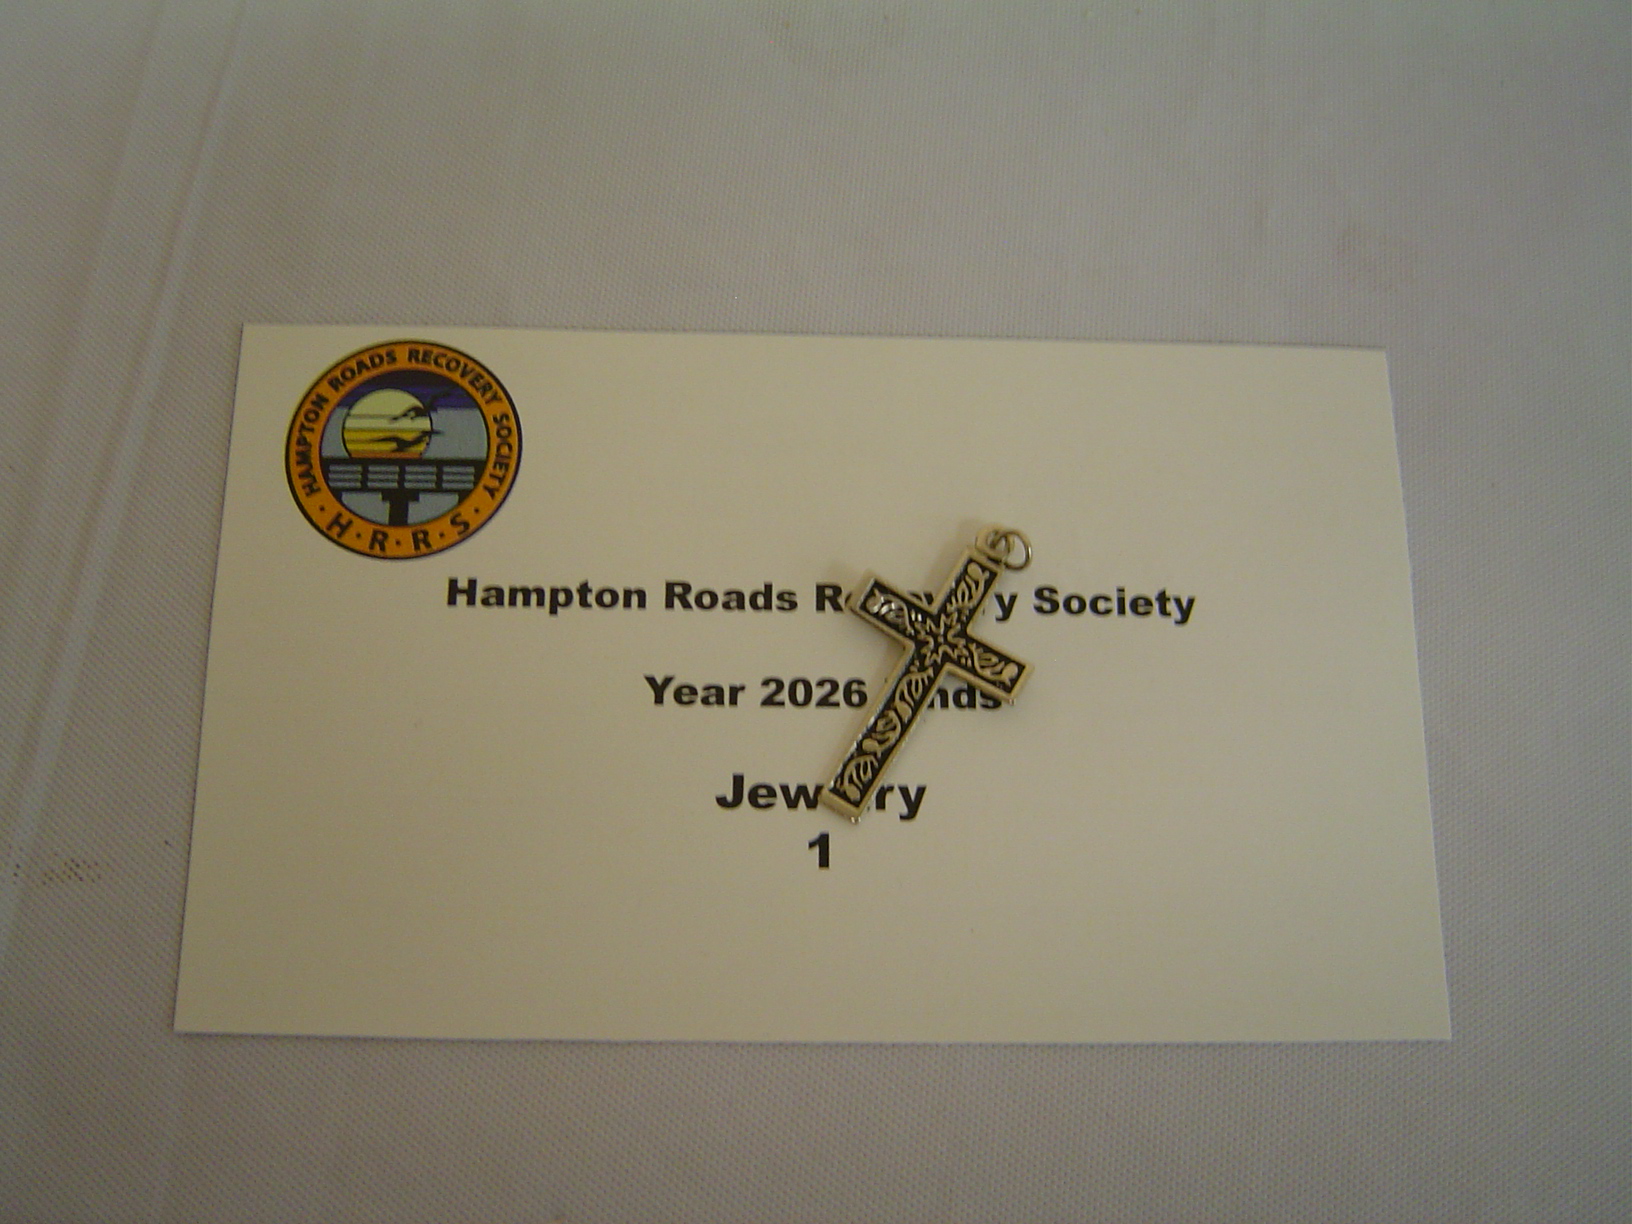 HAMPTON ROADS RECOVERY SOCIETY
· H · R · R · S ·
Hampton Roads Society
Year 2026
1